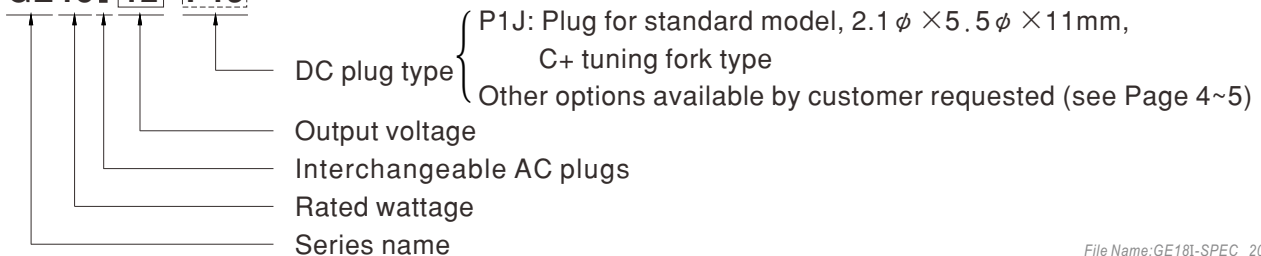 P1J: Plug for standard model, 2.1φ×5.5φ×11mm,
C+ tuning fork type
DC plug type
Other options available by customer requested (see Page 4~5)
Output voltage
Interchangeable AC plugs
Rated wattage
Series name
File Name:GE18I-SPEC 20